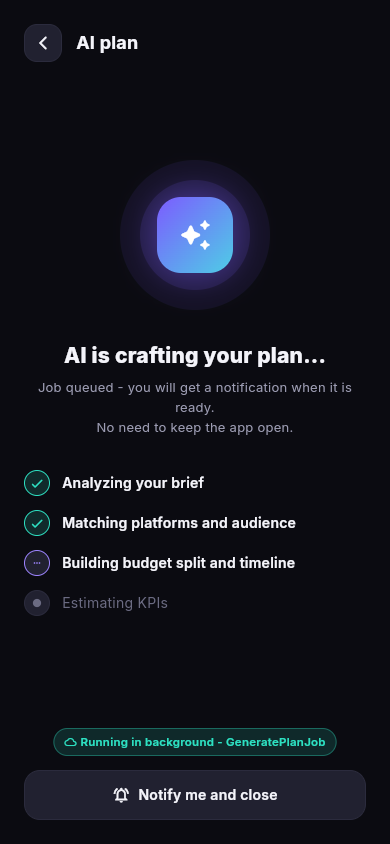 AI plan
AI is crafting your plan...
Job queued - you will get a notification when it is
ready.
No need to keep the app open.
Analyzing your brief
Matching platforms and audience
Building budget split and timeline
Estimating KPIs
Running in background - GeneratePlanJob
Notify me and close